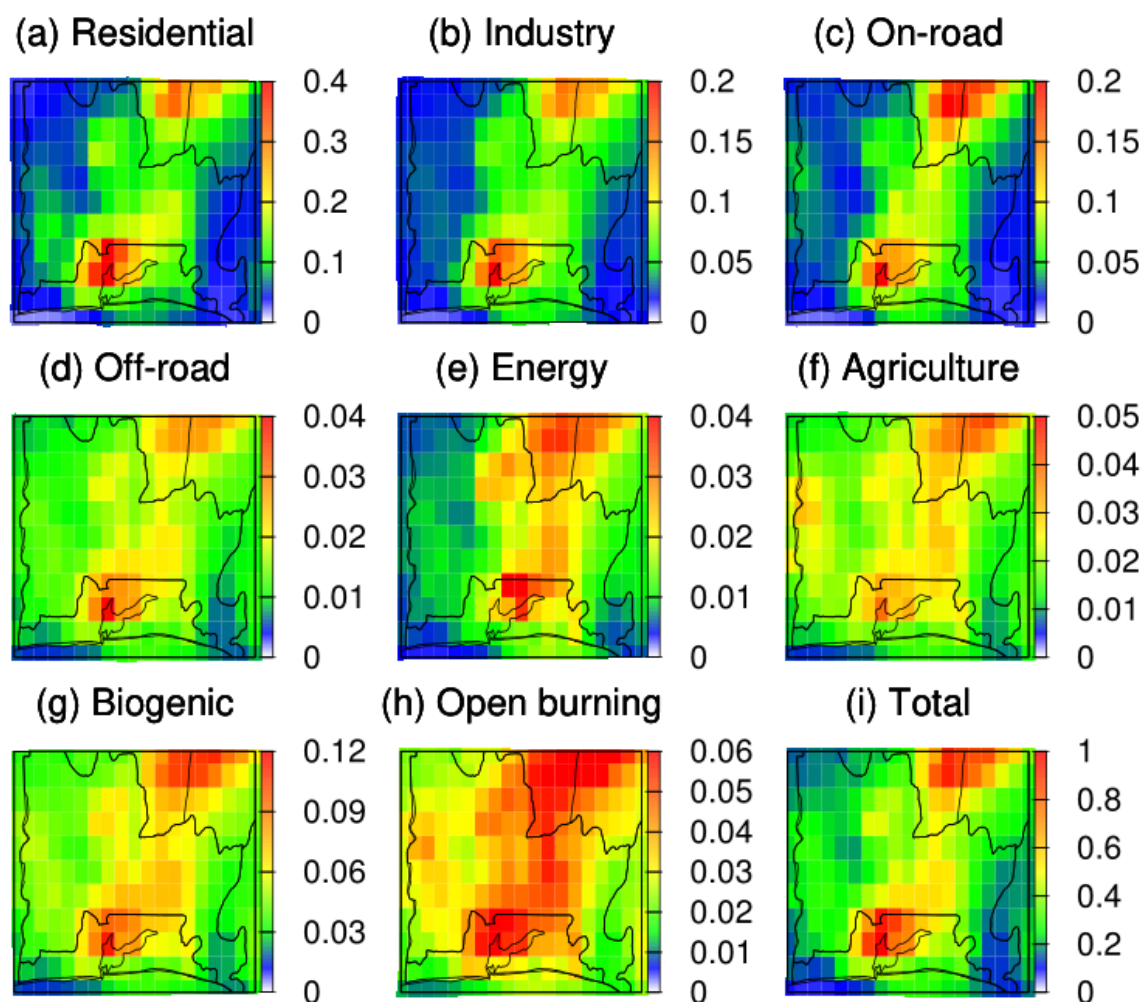 (a) Residential (b) Industry (c) On-road
0.4 0.2 0.2
0.3 0.15 0.15
0.2 0.1 0.1
0.1 0.05 0.05
0 0 0
(d) Off-road (e) Energy (f) Agriculture
0.04 0.04 0.05
0.03 0.03 0.04
0.02 0.02 0.03
0.02
0.01 0.01 0.01
0 0 0
(g) Biogenic (h) Open burning (i) Total
0.12 0.06 1
0.09 0.05 0.8
0.04
0.06 0.03 0.6
0.02 0.4
0.03 0.01 0.2
0 0 0